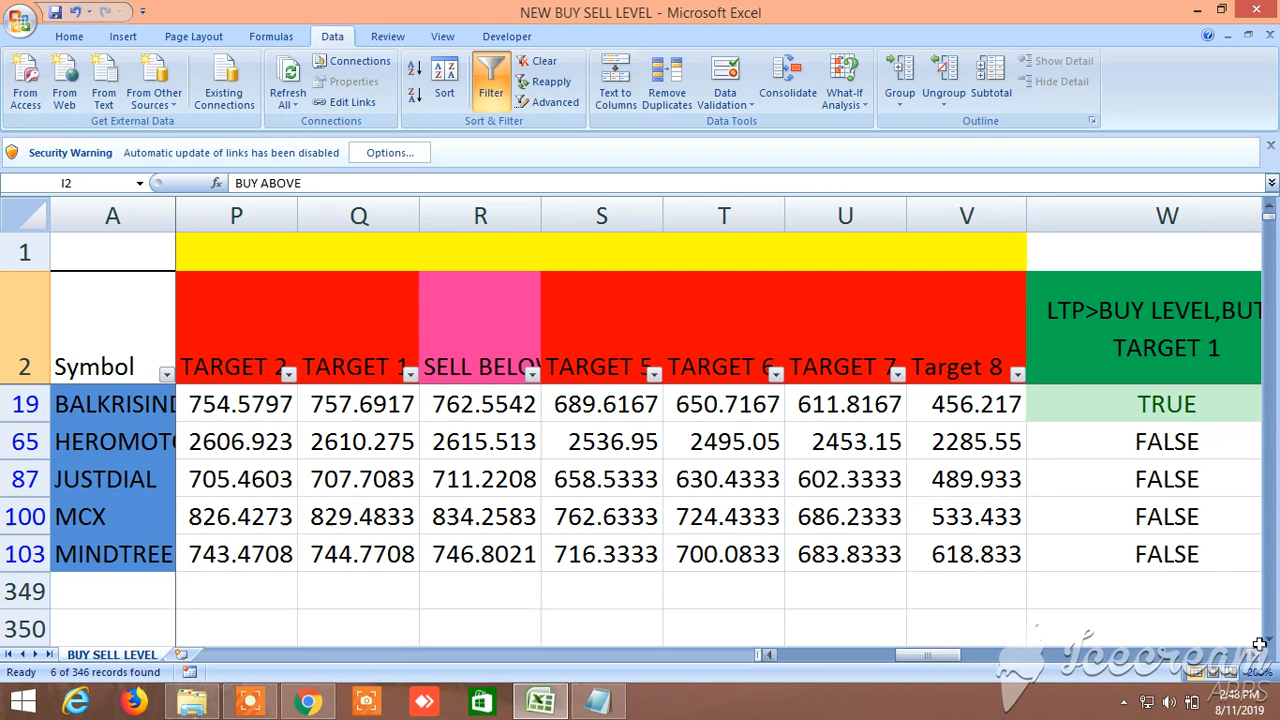 NEW BUY SELL LEVEL - Microsoft Excel
Home Insert Page Layout Formulas Data Review View Developer
From Access
From Web
From Text
From Other Sources
Existing Connections
Get External Data
Refresh All
Connections
Properties
Edit Links
Connections
Sort
Filter
Clear
Reapply
Advanced
Sort & Filter
Text to Columns
Remove Duplicates
Data Validation
Consolidate
What-If Analysis
Data Tools
Group
Ungroup
Subtotal
Show Detail
Hide Detail
Outline
Security Warning Automatic update of links has been disabled Options...
I2 fx BUY ABOVE
A P Q R S T U V W
1
2 Symbol TARGET 2 TARGET 1 SELL BELOW TARGET 5 TARGET 6 TARGET 7 Target 8 LTP>BUY LEVEL,BUT
TARGET 1
19 BALKRISIND 754.5797 757.6917 762.5542 689.6167 650.7167 611.8167 456.217 TRUE
65 HEROMOTO 2606.923 2610.275 2615.513 2536.95 2495.05 2453.15 2285.55 FALSE
87 JUSTDIAL 705.4603 707.7083 711.2208 658.5333 630.4333 602.3333 489.933 FALSE
100 MCX 826.4273 829.4833 834.2583 762.6333 724.4333 686.2333 533.433 FALSE
103 MINDTREE 743.4708 744.7708 746.8021 716.3333 700.0833 683.8333 618.833 FALSE
349
350
BUY SELL LEVEL
Ready 6 of 346 records found 200%
Icecream
APPS
2:43 PM
8/11/2019